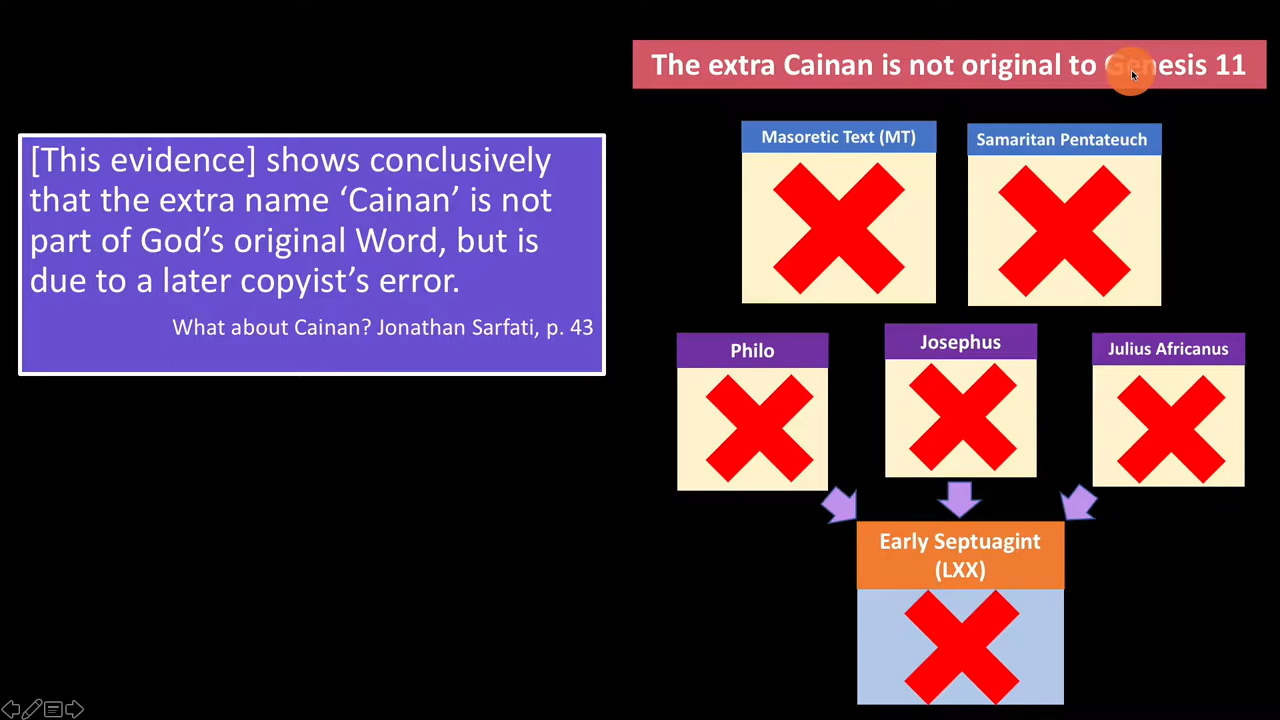 The extra Cainan is not original to Genesis 11
[This evidence] shows conclusively
that the extra name ‘Cainan’ is not
part of God’s original Word, but is
due to a later copyist’s error.
What about Cainan? Jonathan Sarfati, p. 43
Masoretic Text (MT)
Samaritan Pentateuch
Philo
Josephus
Julius Africanus
Early Septuagint
(LXX)